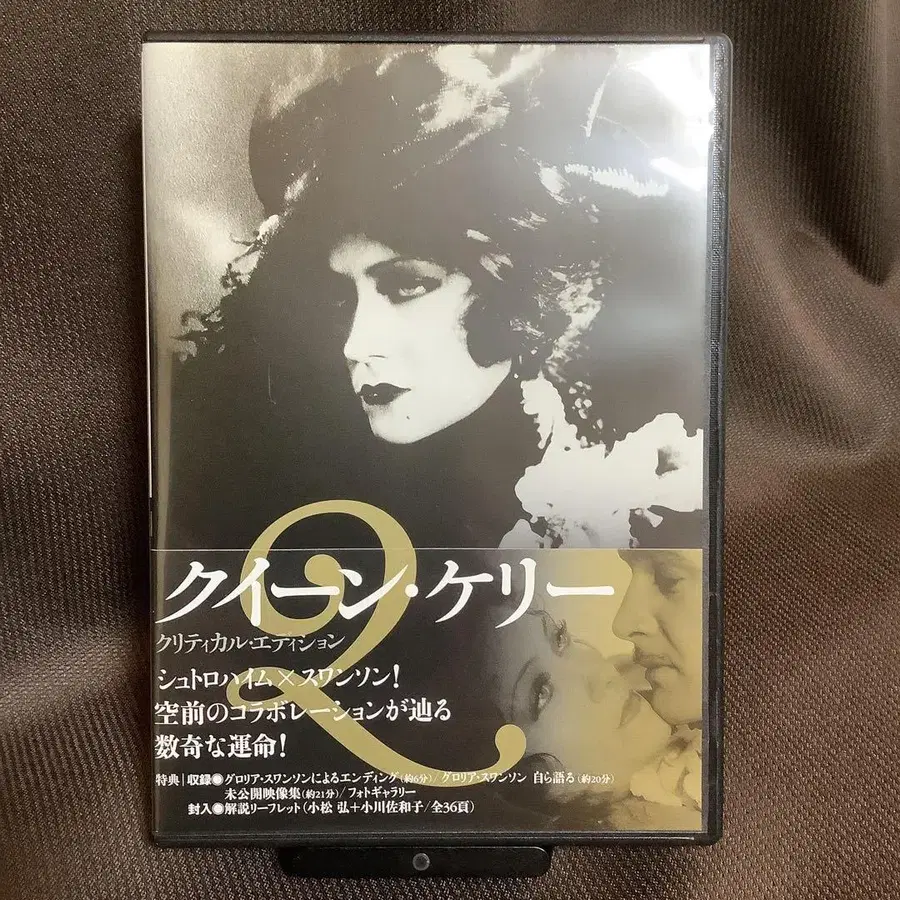 Q
クイーン・ケリー
クリティカル・エディション
シュトロハイム×スワンソン!
空前のコラボレーションが辿る
数奇な運命!
特典|収録◉グロリア・スワンソンによるエンディング(約6分)/グロリア・スワンソン 自ら語る(約20分)
未公開映像集(約21分)/フォトギャラリー
封入◉解説リーフレット(小松 弘+小川佐和子/全36頁)